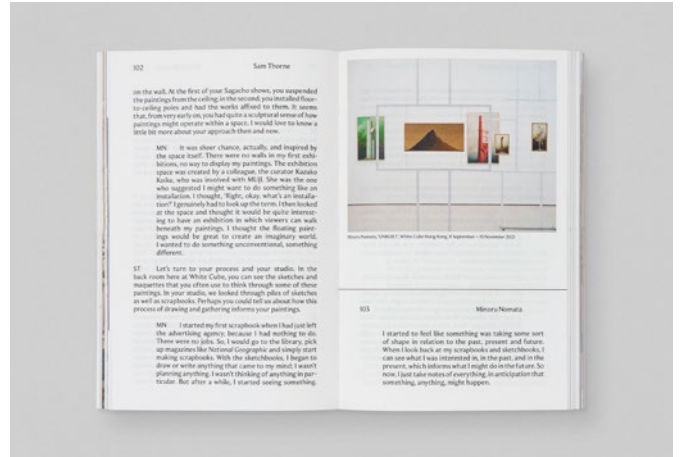 102
Sam Thorne
on the wall. At the first of your Sagacho shows, you suspended
the paintings from the ceiling; in the second, you installed floor-
to-ceiling poles and had the works affixed to them. It seems
that, from very early on, you had quite a sculptural sense of how
paintings might operate within a space. I would love to know a
little bit more about your approach then and now.
MN It was sheer chance, actually, and inspired by
the space itself. There were no walls in my first exhi-
bitions, no way to display my paintings. The exhibition
space was created by a colleague, the curator Kazuko
Koike, who was involved with MUJI. She was the one
who suggested I might want to do something like an
installation. I thought, 'Right, okay, what's an installa-
tion?' I genuinely had to look up the term. I then looked
at the space and thought it would be quite interest-
ing to have an exhibition in which viewers can walk
beneath my paintings. I thought the floating paint-
ings would be great to create an imaginary world.
I wanted to do something unconventional, something
different.
ST Let's turn to your process and your studio. In the
back room here at White Cube, you can see the sketches and
maquettes that you often use to think through some of these
paintings. In your studio, we looked through piles of sketches
as well as scrapbooks. Perhaps you could tell us about how this
process of drawing and gathering informs your paintings.
MN I started my first scrapbook when I had just left
the advertising agency, because I had nothing to do.
There were no jobs. So, I would go to the library, pick
up magazines like National Geographic and simply start
making scrapbooks. With the sketchbooks, I began to
draw or write anything that came to my mind; I wasn't
planning anything. I wasn't thinking of anything in par-
ticular. But after a while, I started seeing something.
Minoru Nomata, White Cube Hong Kong, 8 September – November
103
Minoru Nomata
I started to feel like something was taking some sort
of shape in relation to the past, present and future.
When I look back at my scrapbooks and sketchbooks, I
can see what I was interested in, in the past, and in the
present, which informs what I might do in the future. So
now, I just take notes of everything, in anticipation that
something, anything, might happen.